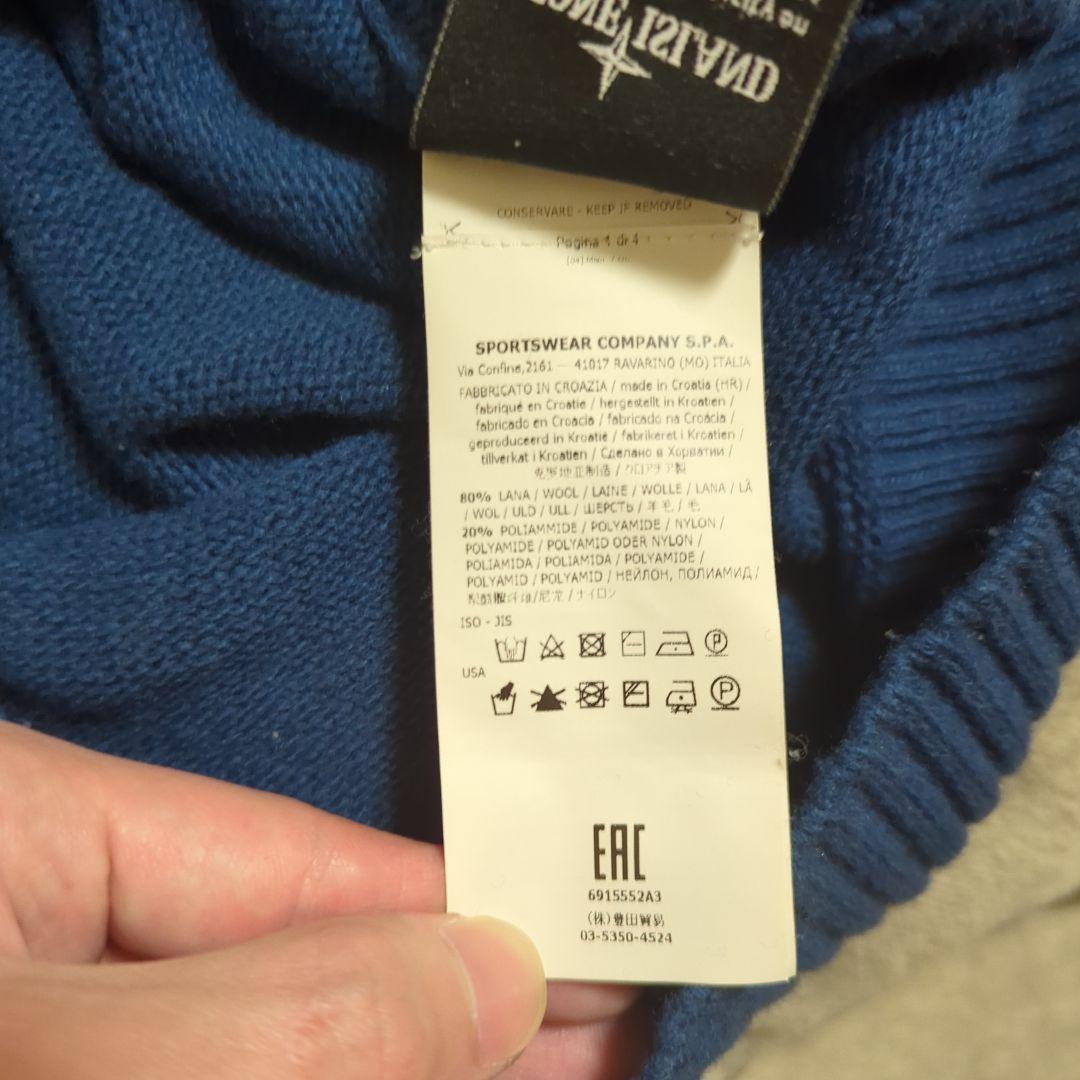 STONE ISLAND
CONSERVARE - KEEP IF REMOVED
Pagina 1 di 4
SPORTSWEAR COMPANY S.P.A.
Via Confine,2161 — 41017 RAVARINO (MO) ITALIA
FABBRICATO IN CROAZIA / made in Croatia (HR) /
fabriqué en Croatie / hergestellt in Kroatien /
fabricado en Croacia / fabricado na Croácia /
geproduceerd in Kroatie / fabrikeret i Kroatien /
tillverkat i Kroatien / Сделано в Хорватии /
克罗地亚制造 / クロアチア製
80% LANA / WOOL / LAINE / WOLLE / LANA / LÃ
/ WOL / ULD / ULL / ШЕРСТЬ / 羊毛 / 毛
20% POLIAMMIDE / POLYAMIDE / NYLON /
POLYAMIDE / POLYAMID ODER NYLON /
POLIAMIDA / POLIAMIDA / POLYAMIDE /
POLYAMID / POLYAMID / НЕЙЛОН, ПОЛИАМИД /
/尼龙 / ナイロン
ISO - JIS
USA
P
P
EAC
6915552A3
(株)豊田貿易
03-5350-4524